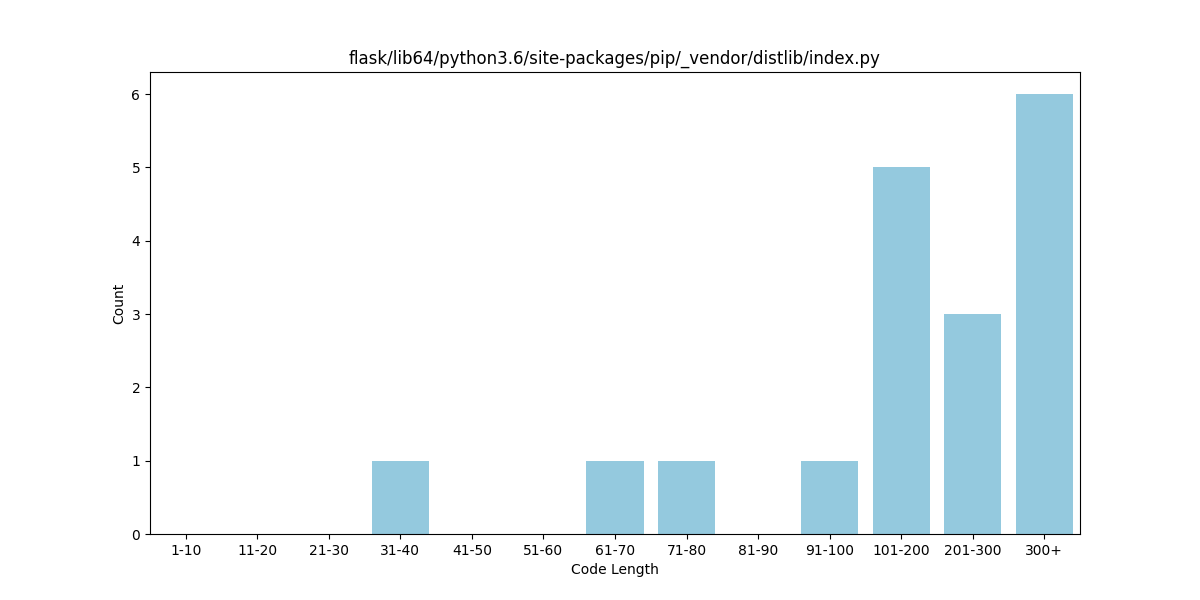 flask/lib64/python3.6/site-packages/pip/_vendor/distlib/index.py
6
5
4
3
2
1
0
Count
1-10 11-20 21-30 31-40 41-50 51-60 61-70 71-80 81-90 91-100 101-200 201-300 300+
Code Length